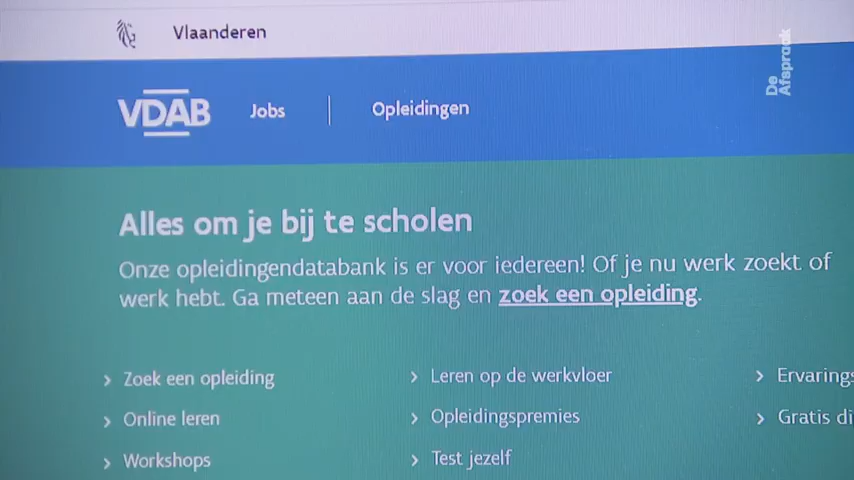 Vlaanderen
De
Afspraak
VDAB
Jobs
Opleidingen
Alles om je bij te scholen
Onze opleidingendatabank is er voor iedereen! Of je nu werk zoekt of
werk hebt. Ga meteen aan de slag en zoek een opleiding.
Zoek een opleiding
Leren op de werkvloer
Online leren
Opleidingspremies
Gratis
Workshops
Test jezelf